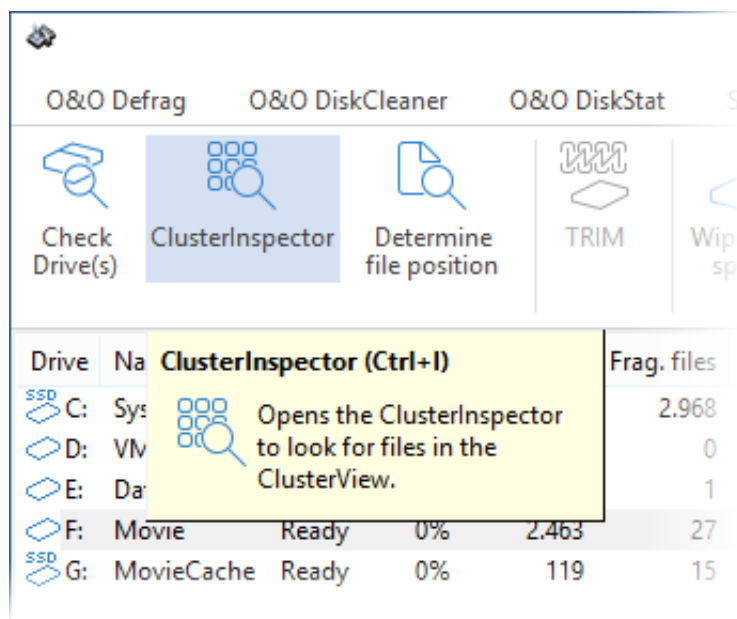 O&O Defrag O&O DiskCleaner O&O DiskStat
Check Drive(s)
ClusterInspector
Determine file position
TRIM
Drive Frag. files
ClusterInspector (Ctrl+I)
Opens the ClusterInspector
to look for files in the
ClusterView.
SSD C: 2.968
D: 0
E: 1
F: Movie Ready 0% 2.463 27
SSD G: MovieCache Ready 0% 119 15